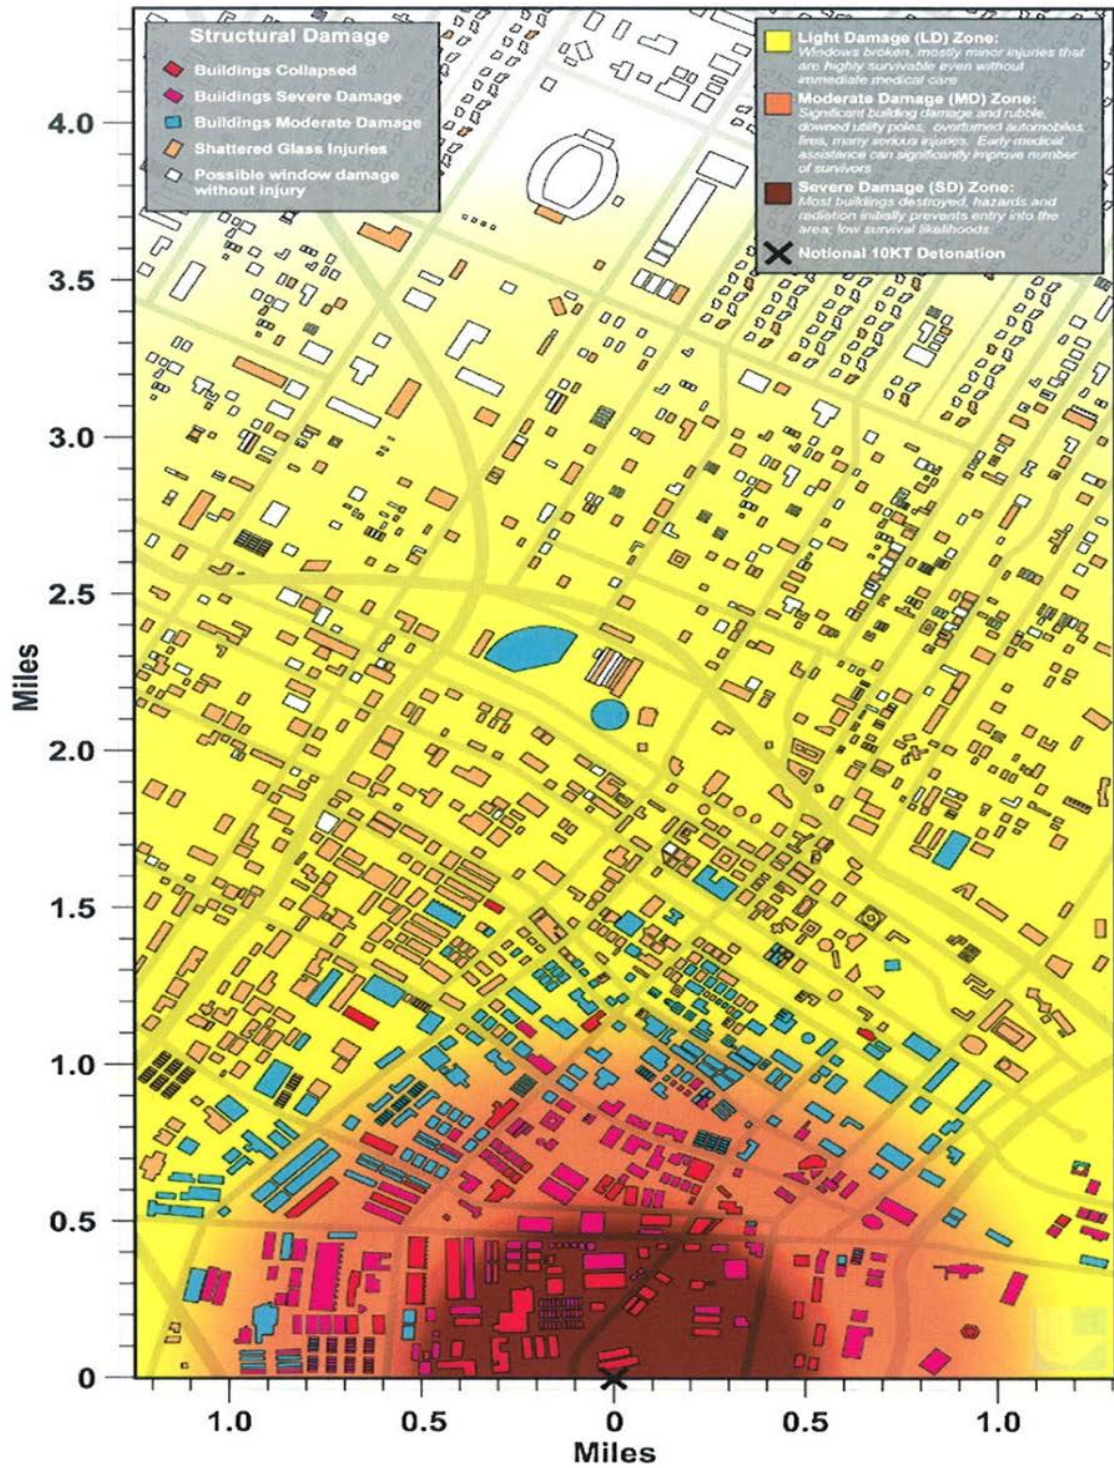 Structural Damage
Buildings Collapsed
Buildings Severe Damage
Buildings Moderate Damage
Shattered Glass Injuries
Possible window damage
without injury
Light Damage (LD) Zone:
Windows broken, mostly minor injuries that
are highly survivable even without
immediate medical care
Moderate Damage (MD) Zone:
Significant building damage and rubble,
downed utility poles, overturned automobiles,
fires, many serious injuries. Early medical
assistance can significantly improve number
of survivors
Severe Damage (SD) Zone:
Most buildings destroyed, hazards and
radiation initially prevents entry into the
area; low survival likelihoods.
Notional 10KT Detonation
4.0
3.5
3.0
2.5
2.0
1.5
1.0
0.5
0
Miles
1.0
0.5
0
0.5
1.0
Miles